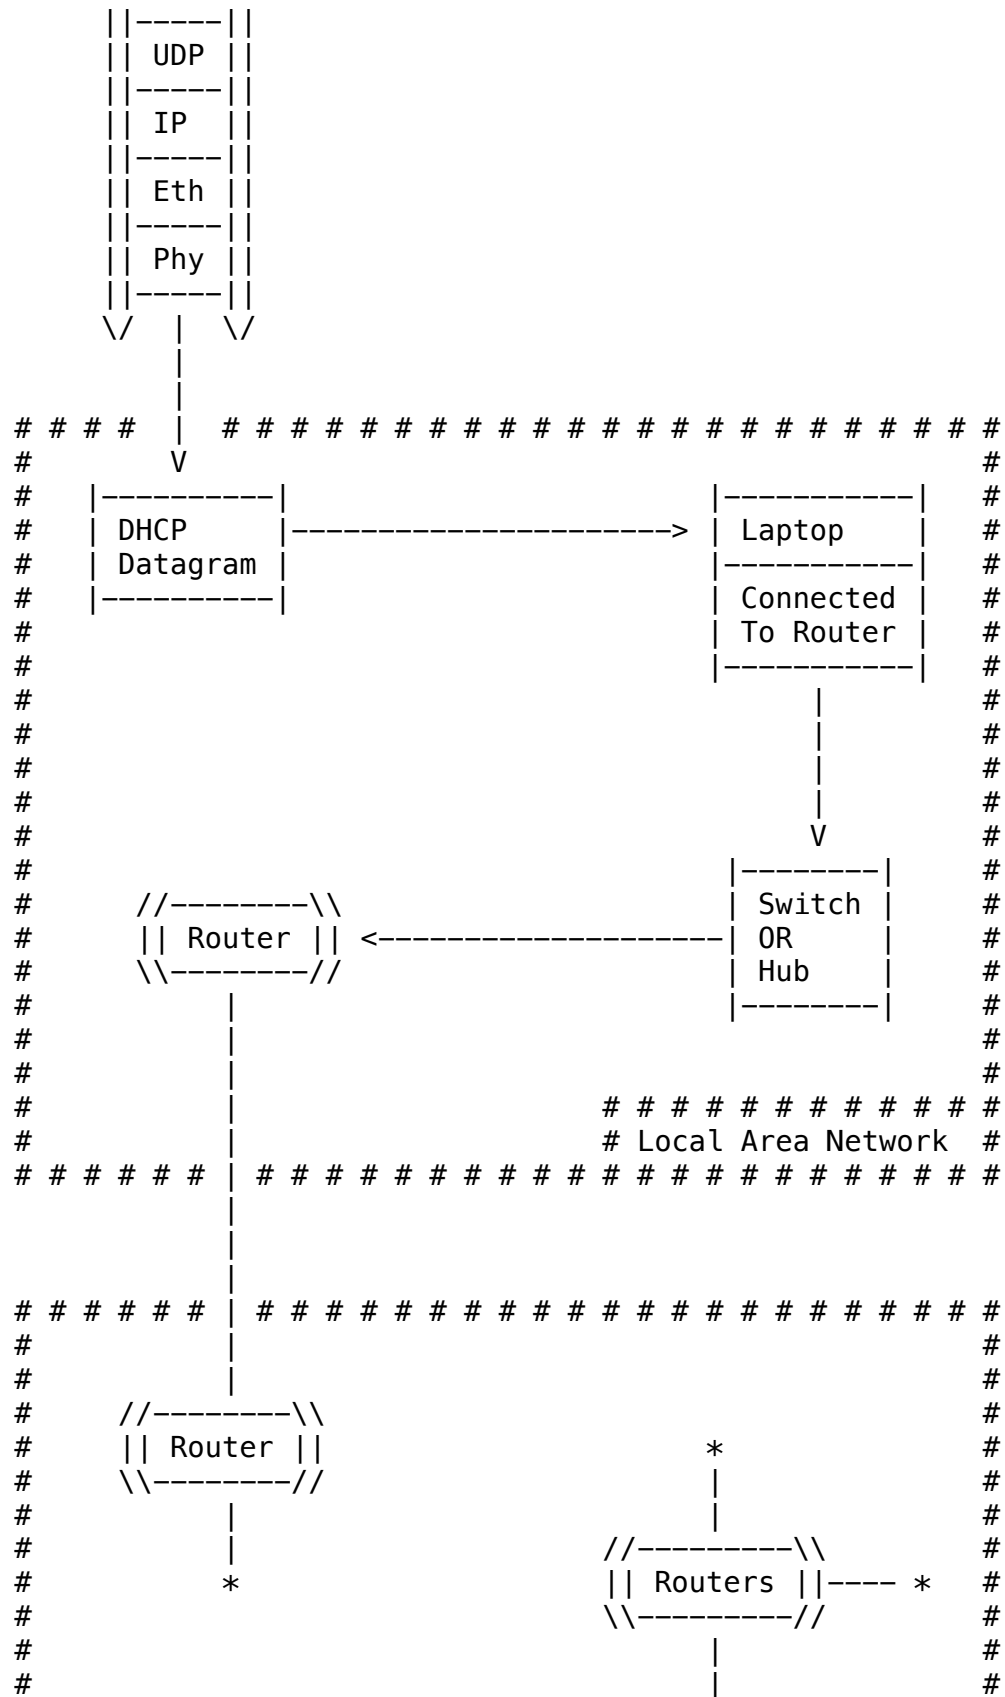 UDP
IP
Eth
Phy
DHCP
Datagram
Laptop
Connected
To Router
Router
Switch
OR
Hub
Local Area Network
Router
Routers